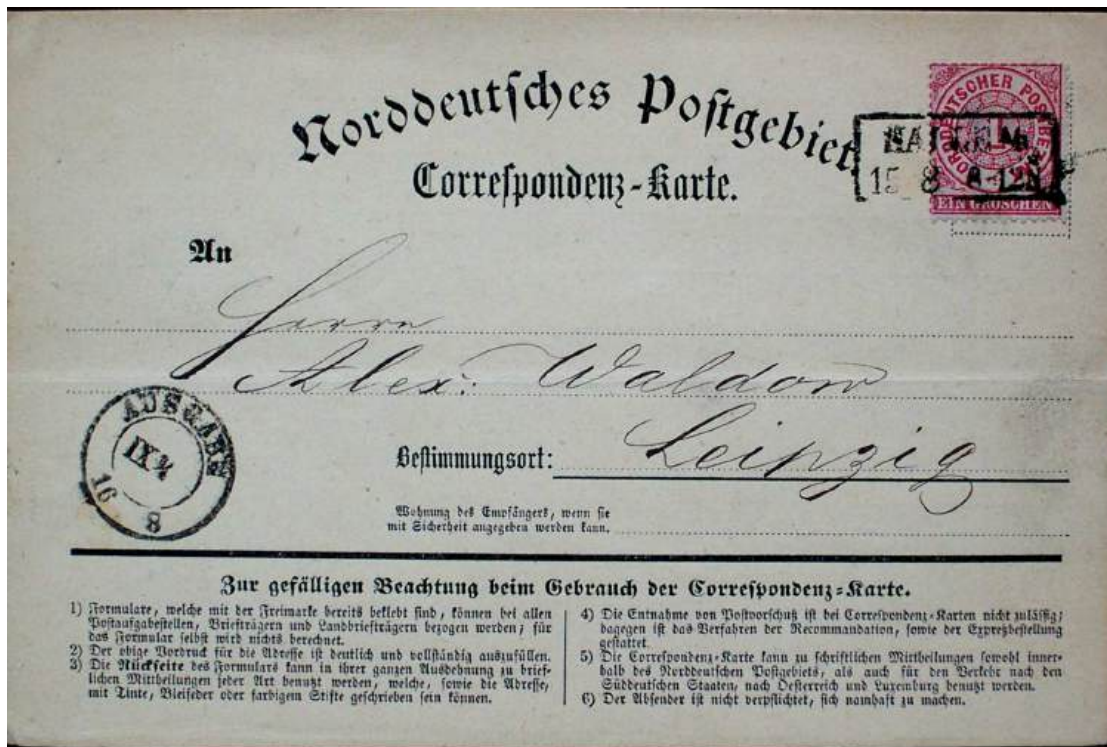 Norddeutsches Postgebiet
Correspondenz-Karte.
NORDDEUTSCHER POSTBEZIRK
1
EIN GROSCHEN
15 8
An
Herrn
Alex: Waldow
Bestimmungsort: Leipzig
AUSGABE
IX¾
16
8
Wohnung des Empfängers, wenn sie
mit Sicherheit angegeben werden kann.
Zur gefälligen Beachtung beim Gebrauch der Correspondenz-Karte.
1) Formulare, welche mit der Freimarke bereits beklebt sind, können bei allen
Postaufgabestellen, Briefträgern und Landbriefträgern bezogen werden; für
das Formular selbst wird nichts berechnet.
2) Der obige Vordruck für die Adresse ist deutlich und vollständig auszufüllen.
3) Die Rückseite des Formulars kann in ihrer ganzen Ausdehnung zu brief-
lichen Mittheilungen jeder Art benutzt werden, welche, sowie die Adresse,
mit Tinte, Bleifeder oder farbigem Stifte geschrieben sein können.
4) Die Entnahme von Postvorschuß ist bei Correspondenz-Karten nicht zulässig;
dagegen ist das Verfahren der Recommandation, sowie der Expreßbestellung
gestattet.
5) Die Correspondenz-Karte kann zu schriftlichen Mittheilungen sowohl inner-
halb des Norddeutschen Postgebiets, als auch für den Verkehr nach den
Süddeutschen Staaten, nach Oesterreich und Luxemburg benutzt werden.
6) Der Absender ist nicht verpflichtet, sich namhaft zu machen.